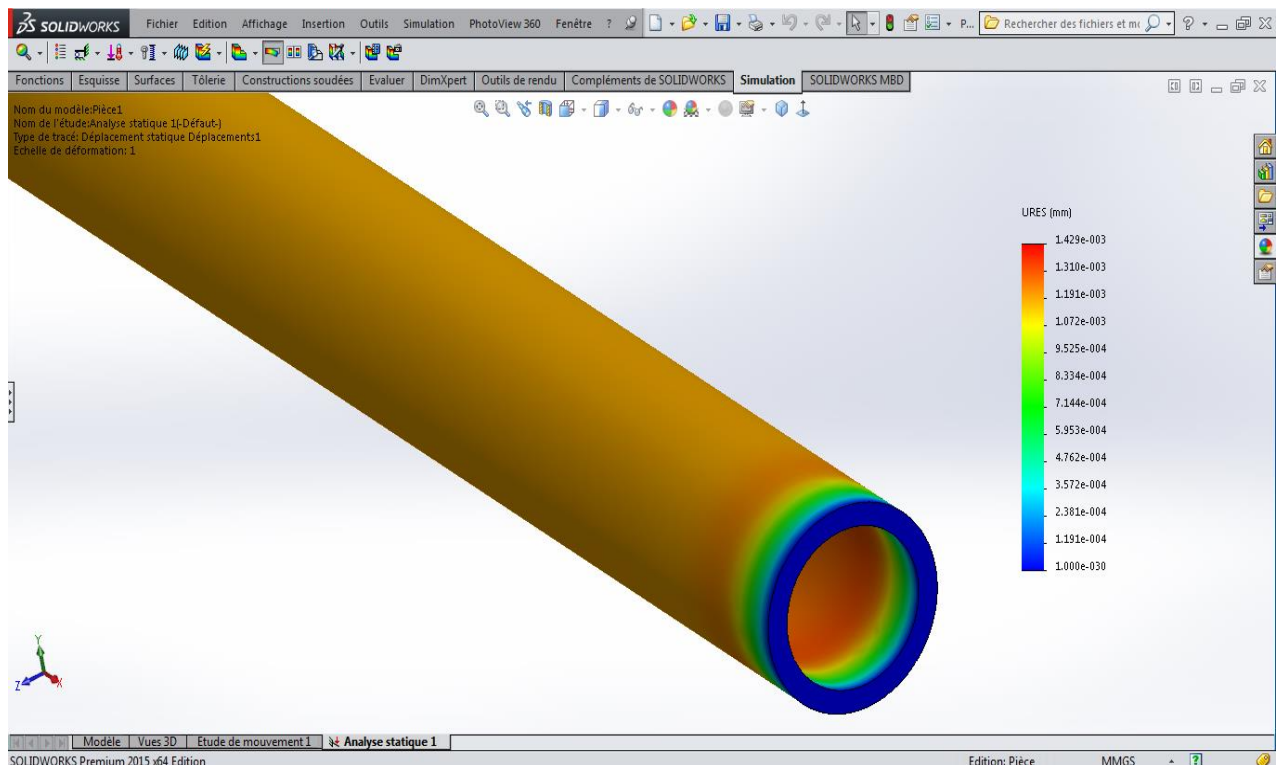 SOLIDWORKS Fichier Edition Affichage Insertion Outils Simulation PhotoView 360 Fenêtre ? P... Rechercher des fichiers et me ?
Fonctions Esquisse Surfaces Tôlerie Constructions soudées Evaluer DimXpert Outils de rendu Compléments de SOLIDWORKS Simulation SOLIDWORKS MBD
Nom du modèle:Pièce1
Nom de l'étude:Analyse statique 1(-Défaut-)
Type de tracé: Déplacement statique Déplacements1
Echelle de déformation: 1
URES (mm)
1.429e-003
1.310e-003
1.191e-003
1.072e-003
9.525e-004
8.334e-004
7.144e-004
5.953e-004
4.762e-004
3.572e-004
2.381e-004
1.191e-004
1.000e-030
Y
Z X
Modèle Vues 3D Etude de mouvement 1 Analyse statique 1
SOLIDWORKS Premium 2015 x64 Edition Edition: Pièce MMGS ?